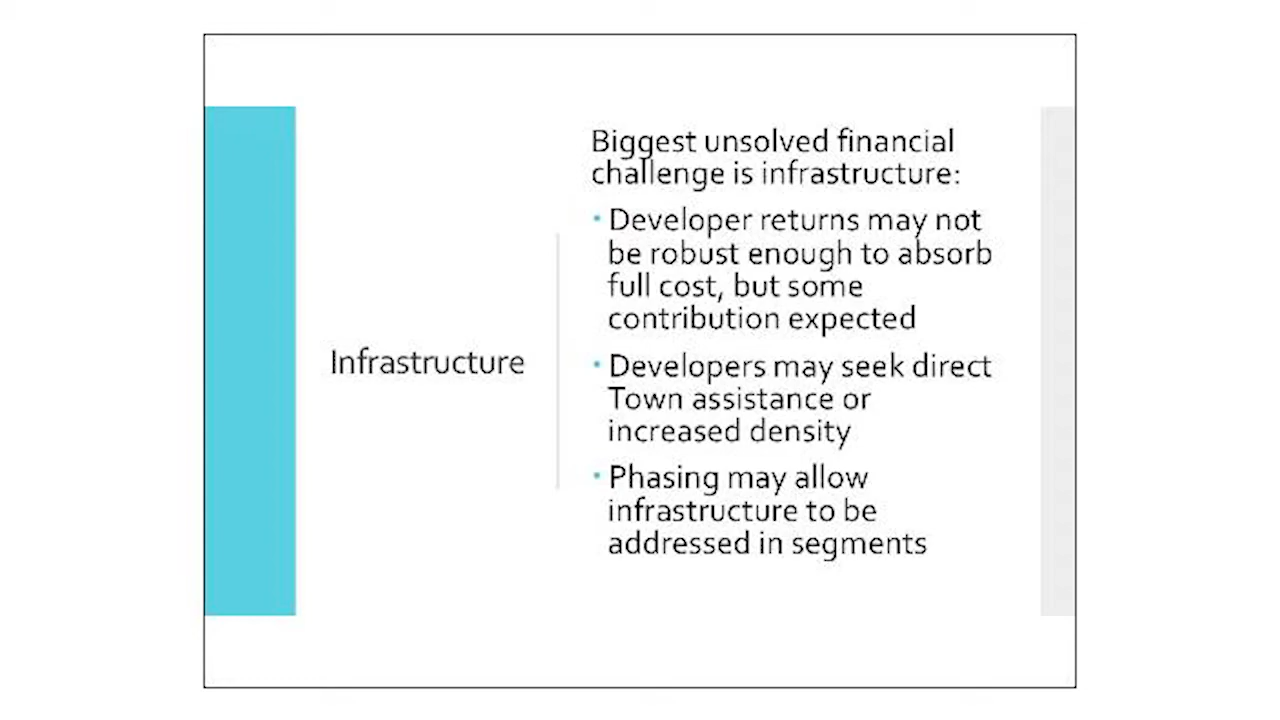 Infrastructure
Biggest unsolved financial
challenge is infrastructure:
▪ Developer returns may not
be robust enough to absorb
full cost, but some
contribution expected
▪ Developers may seek direct
Town assistance or
increased density
▪ Phasing may allow
infrastructure to be
addressed in segments